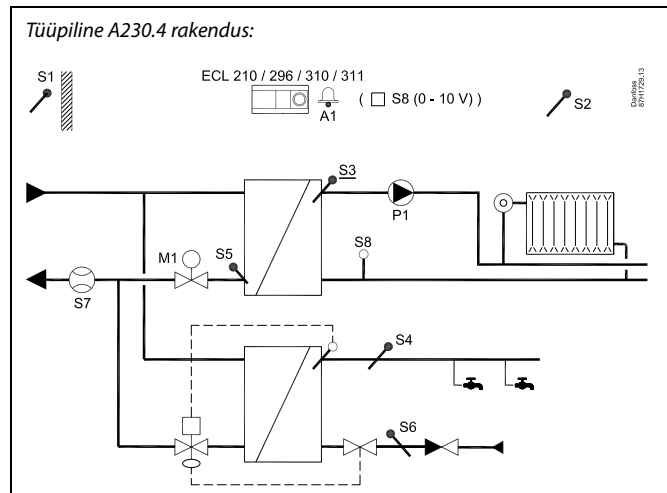 Tüüpiline A230.4 rakendus:
S1
ECL 210 / 296 / 310 / 311
A1
( □ S8 (0 - 10 V) )
S2
Danfoss
87H1729.13
S3
P1
M1
S5
S8
S7
S4
S6